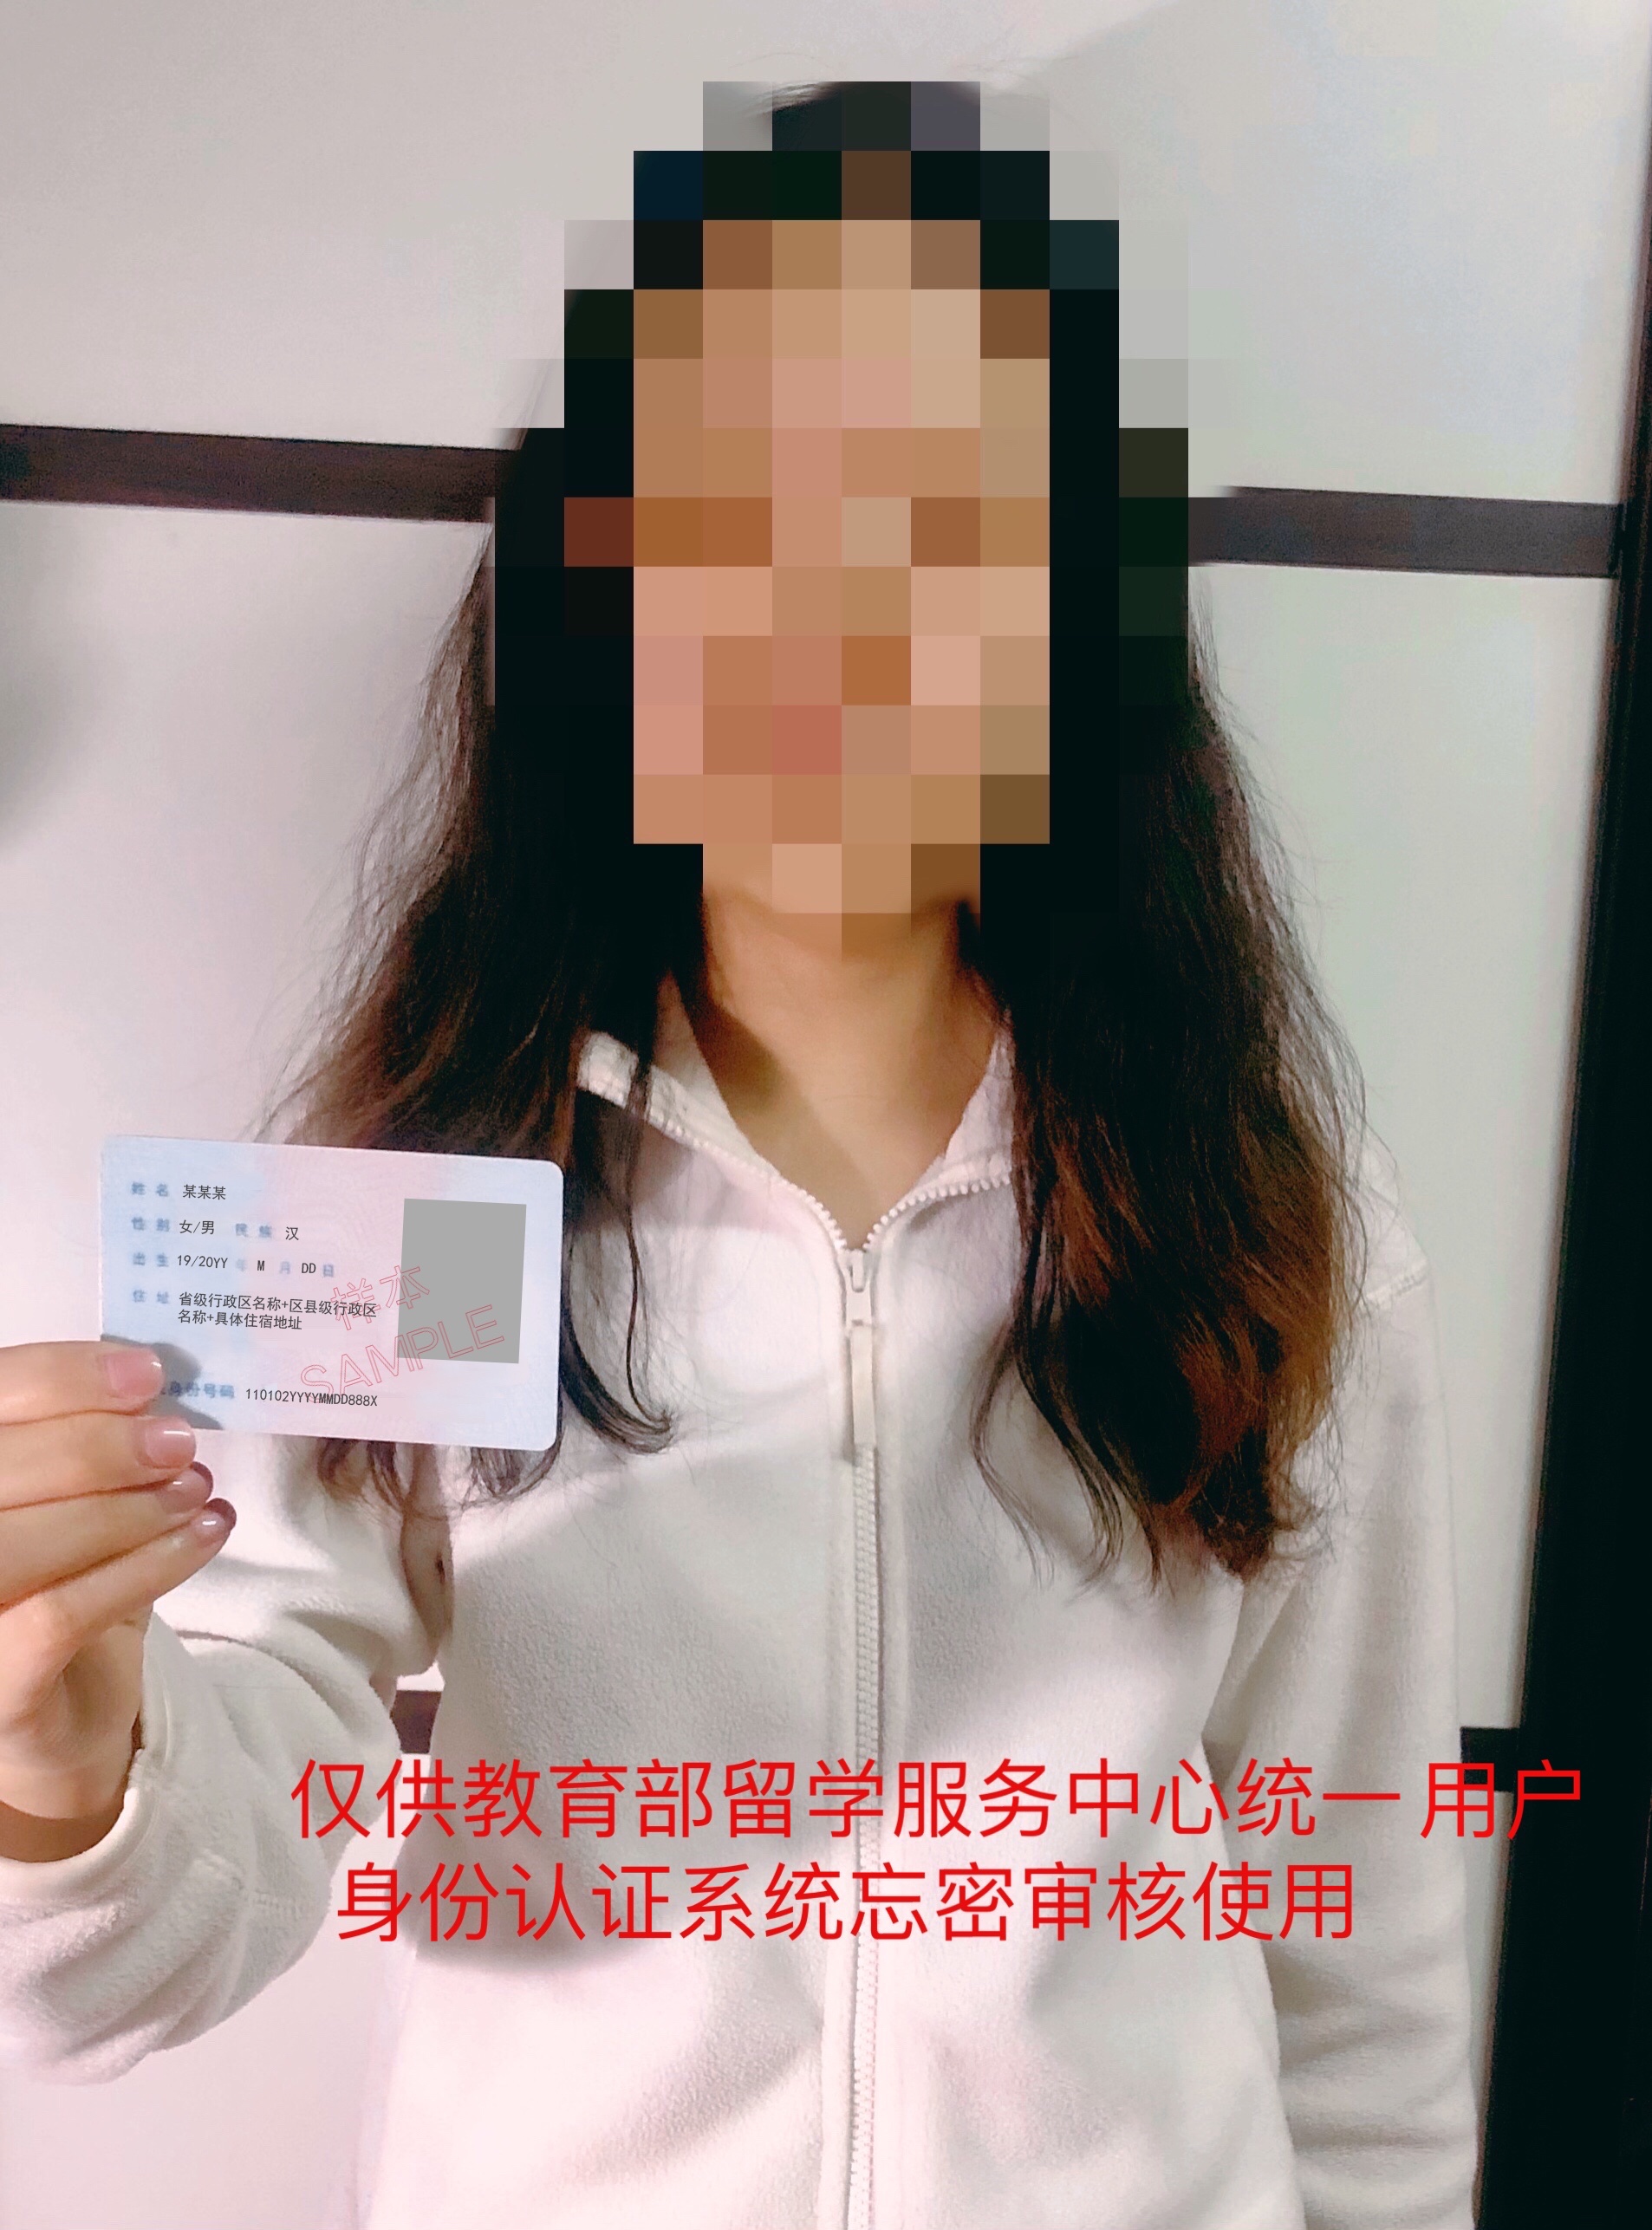 姓 名 某某某
性 别 女/男 民 族 汉
出 生 19/20YY 年 M 月 DD 日
住 址 省级行政区名称+区县级行政区
名称+具体住宿地址
样本
SAMPLE
身份号码 110102YYYYMMDD888X
仅供教育部留学服务中心统一用户
身份认证系统忘密审核使用